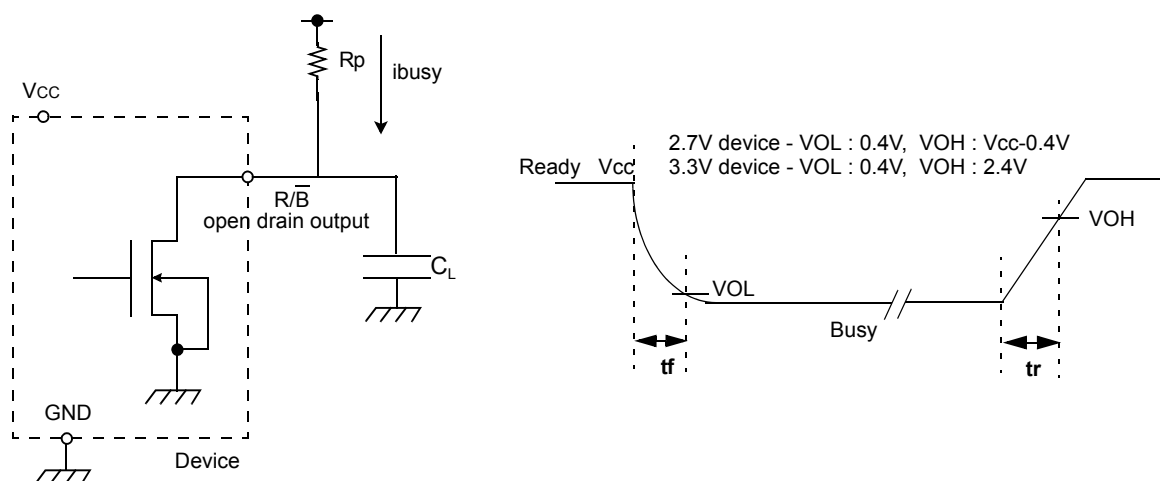 Rp
ibusy
VCC
R/B̅
open drain output
CL
GND
Device
2.7V device - VOL : 0.4V, VOH : Vcc-0.4V
3.3V device - VOL : 0.4V, VOH : 2.4V
Ready Vcc
VOH
VOL
Busy
tf
tr